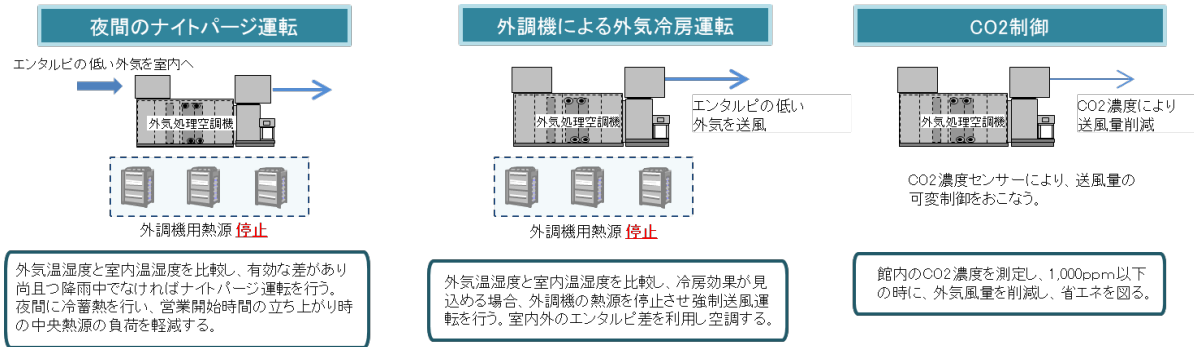 夜間のナイトパージ運転
エンタルピの低い外気を室内へ
外気処理空調機
外調機用熱源 停止
外気温湿度と室内温湿度を比較し、有効な差があり
尚且つ降雨中でなければナイトパージ運転を行う。
夜間に冷蓄熱を行い、営業開始時間の立ち上がり時
の中央熱源の負荷を軽減する。
外調機による外気冷房運転
外気処理空調機
エンタルピの低い
外気を送風
外調機用熱源 停止
外気温湿度と室内温湿度を比較し、冷房効果が見
込める場合、外調機の熱源を停止させ強制送風運
転を行う。室内外のエンタルピ差を利用し空調する。
CO2制御
外気処理空調機
CO2濃度により
送風量削減
CO2濃度センサーにより、送風量の
可変制御をおこなう。
館内のCO2濃度を測定し、1,000ppm以下
の時に、外気風量を削減し、省エネを図る。